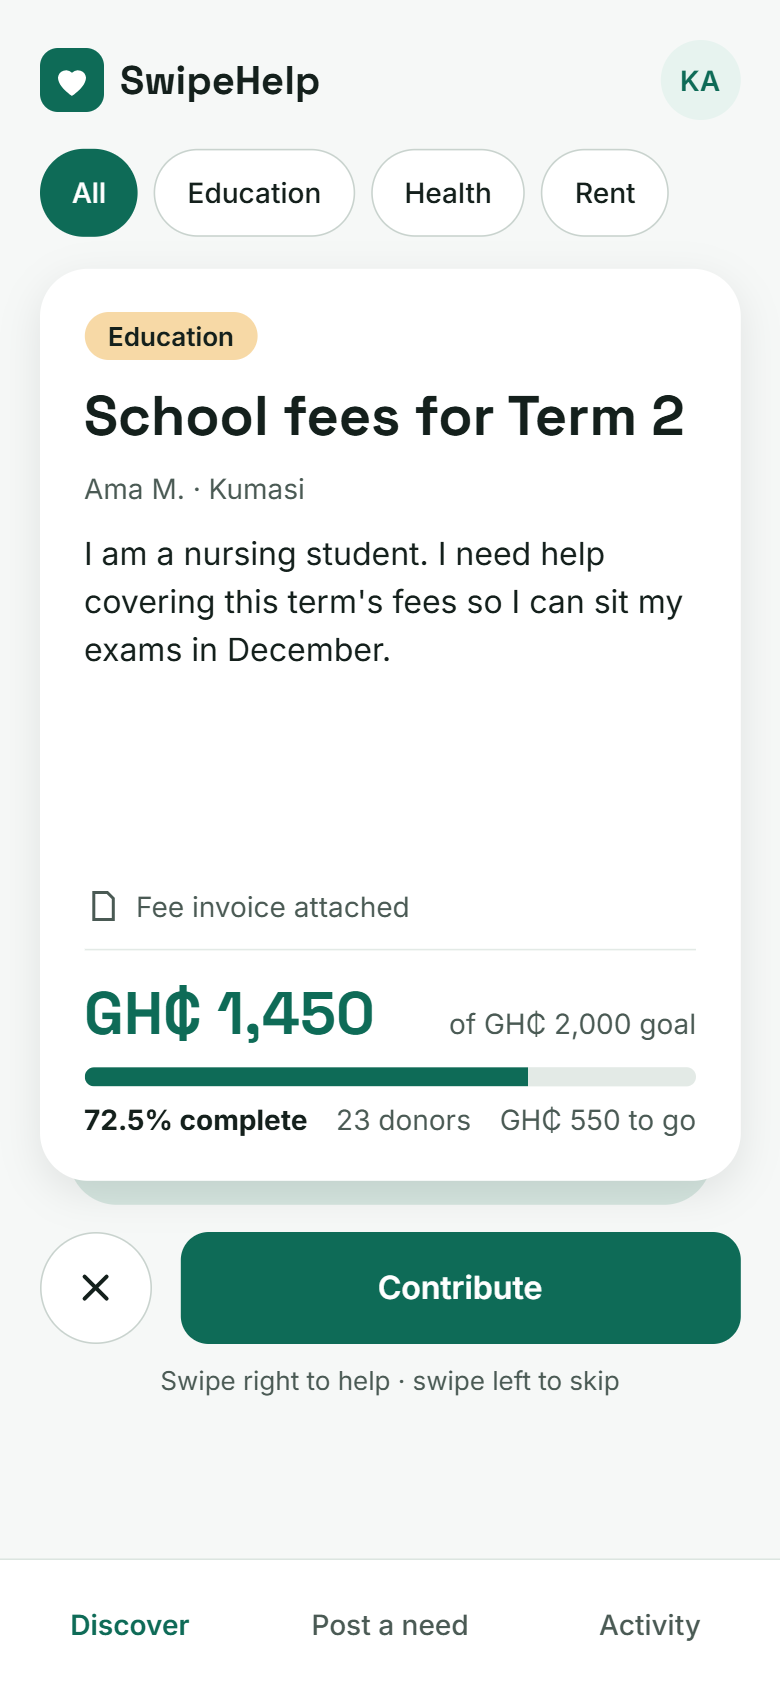 SwipeHelp
KA
All
Education
Health
Rent
Education
School fees for Term 2
Ama M. · Kumasi
I am a nursing student. I need help
covering this term's fees so I can sit my
exams in December.
Fee invoice attached
GH₵ 1,450
of GH₵ 2,000 goal
72.5% complete
23 donors
GH₵ 550 to go
Contribute
Swipe right to help · swipe left to skip
Discover
Post a need
Activity